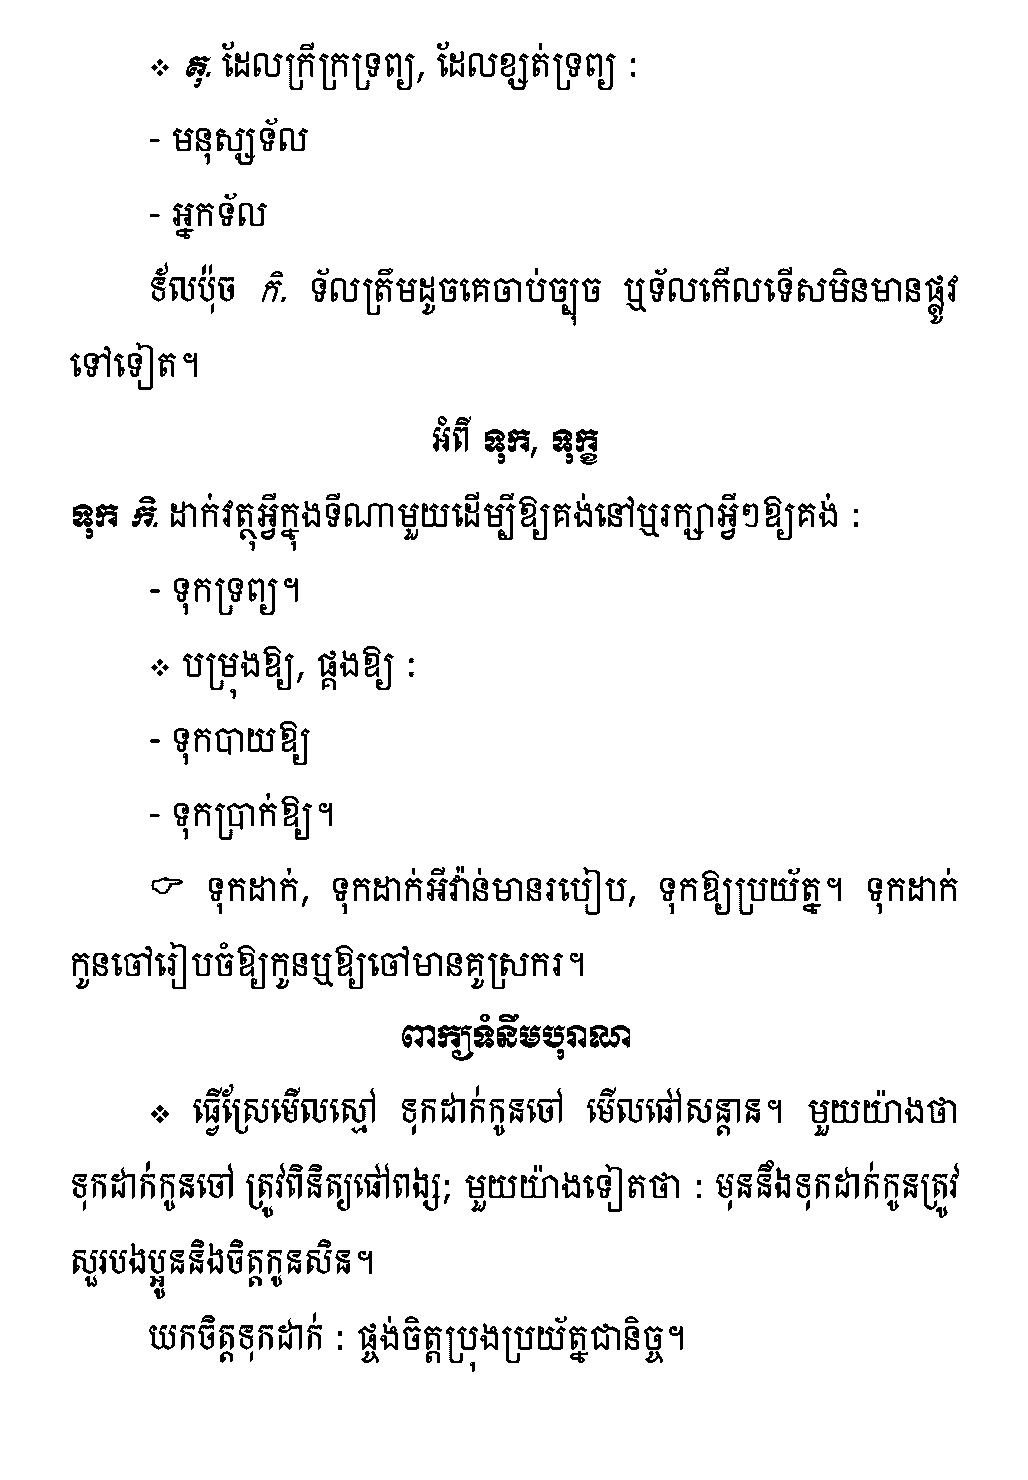 ❖ គុ. ដែលក្រីក្រទ្រព្យ, ដែលខ្សត់ទ្រព្យ :
- មនុស្សទ័ល
- អ្នកទ័ល
ទ័លប៉ុច កិ. ទ័លត្រឹមដូចគេចាប់ច្បុច ឬទ័លកើលទើសមិនមានផ្លូវ
ទៅទៀត។
អំពី ទុក, ទុក្ខ
ទុក កិ. ដាក់វត្ថុអ្វីក្នុងទីណាមួយដើម្បីឱ្យគង់នៅឬរក្សាអ្វីៗឱ្យគង់ :
- ទុកទ្រព្យ។
❖ បម្រុងឱ្យ, ផ្គងឱ្យ :
- ទុកបាយឱ្យ
- ទុកប្រាក់ឱ្យ។
☞ ទុកដាក់, ទុកដាក់អីវ៉ាន់មានរបៀប, ទុកឱ្យប្រយ័ត្ន។ ទុកដាក់
កូនចៅរៀបចំឱ្យកូនឬឱ្យចៅមានគូស្រករ។
ពាក្យទំនឹមបុរាណ
❖ ធ្វើស្រែមើលស្មៅ ទុកដាក់កូនចៅ មើលផៅសន្តាន។ មួយយ៉ាងថា
ទុកដាក់កូនចៅ ត្រូវពិនិត្យផៅពង្ស; មួយយ៉ាងទៀតថា : មុននឹងទុកដាក់កូនត្រូវ
សួរបងប្អូននិងចិត្តកូនសិន។
យកចិត្តទុកដាក់ : ផ្ចង់ចិត្តប្រុងប្រយ័ត្នជានិច្ច។